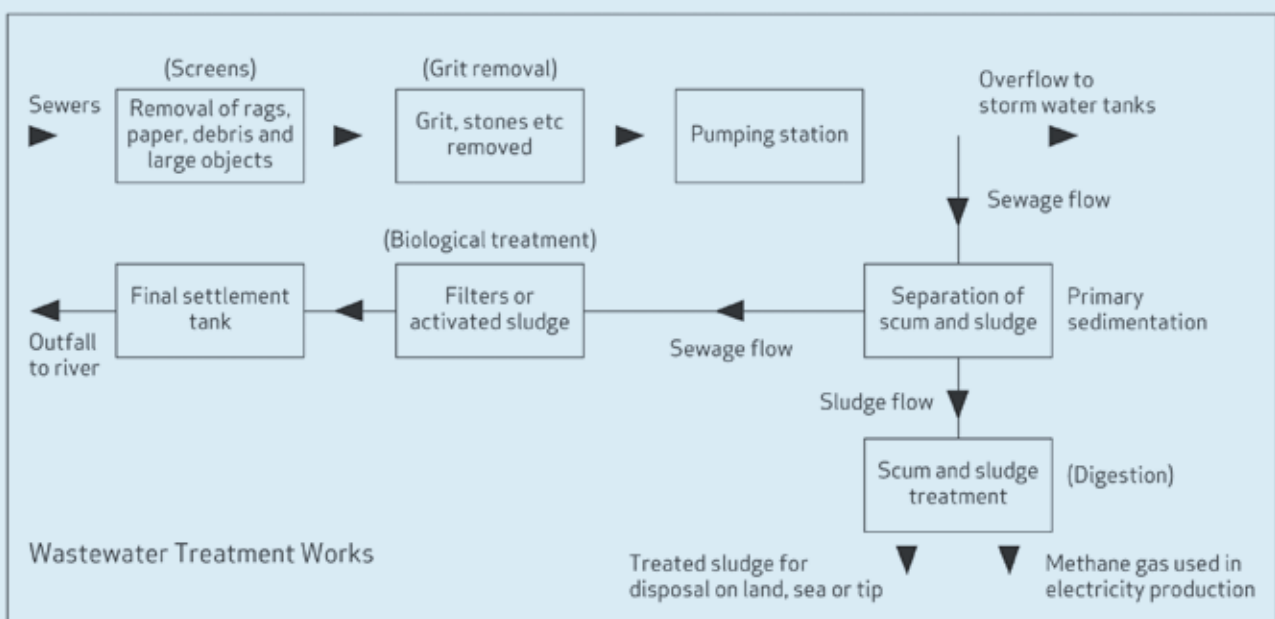 (Screens)
(Grit removal)
Sewers
Removal of rags,
paper, debris and
large objects
Grit, stones etc
removed
Pumping station
Overflow to
storm water tanks
Sewage flow
(Biological treatment)
Final settlement
tank
Filters or
activated sludge
Separation of
scum and sludge
Primary
sedimentation
Outfall
to river
Sewage flow
Sludge flow
Scum and sludge
treatment
(Digestion)
Wastewater Treatment Works
Treated sludge for
disposal on land, sea or tip
Methane gas used in
electricity production